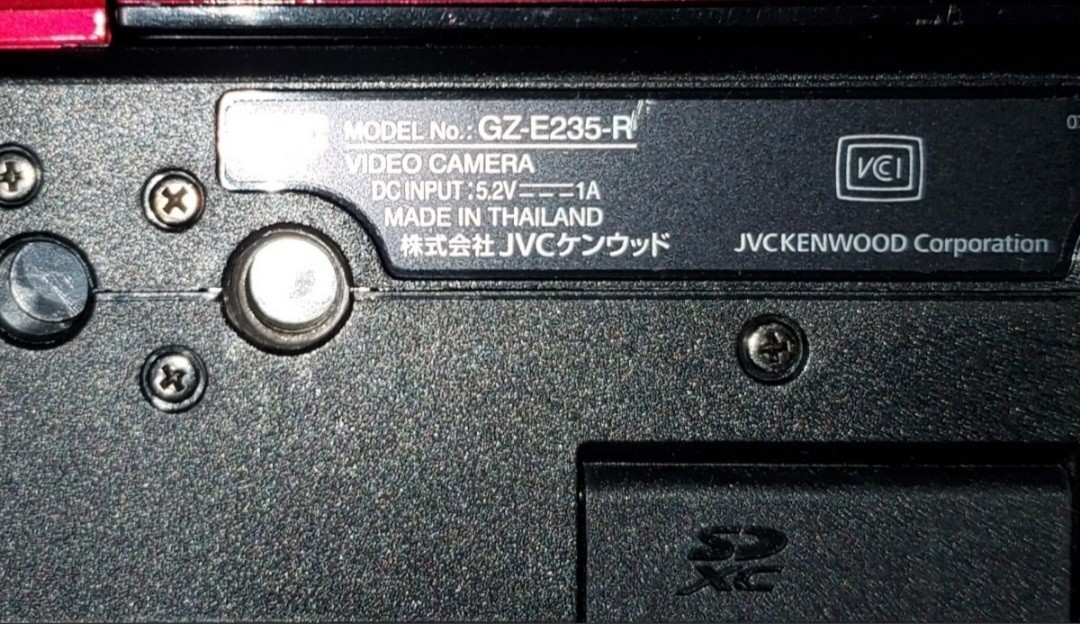 MODEL No.: GZ-E235-R
VIDEO CAMERA
DC INPUT : 5.2V⎓1A
MADE IN THAILAND
株式会社 JVCケンウッド
VCCI
JVCKENWOOD Corporation
SD
XC